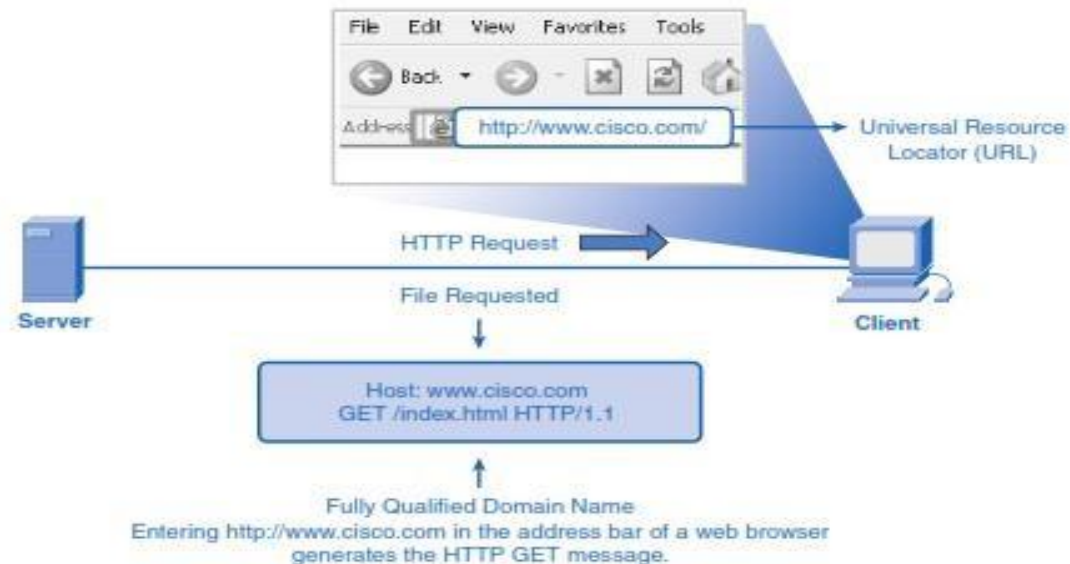 File Edit View Favorites Tools
Back
Address http://www.cisco.com/
Universal Resource
Locator (URL)
HTTP Request
File Requested
Server
Client
Host: www.cisco.com
GET /index.html HTTP/1.1
Fully Qualified Domain Name
Entering http://www.cisco.com in the address bar of a web browser
generates the HTTP GET message.